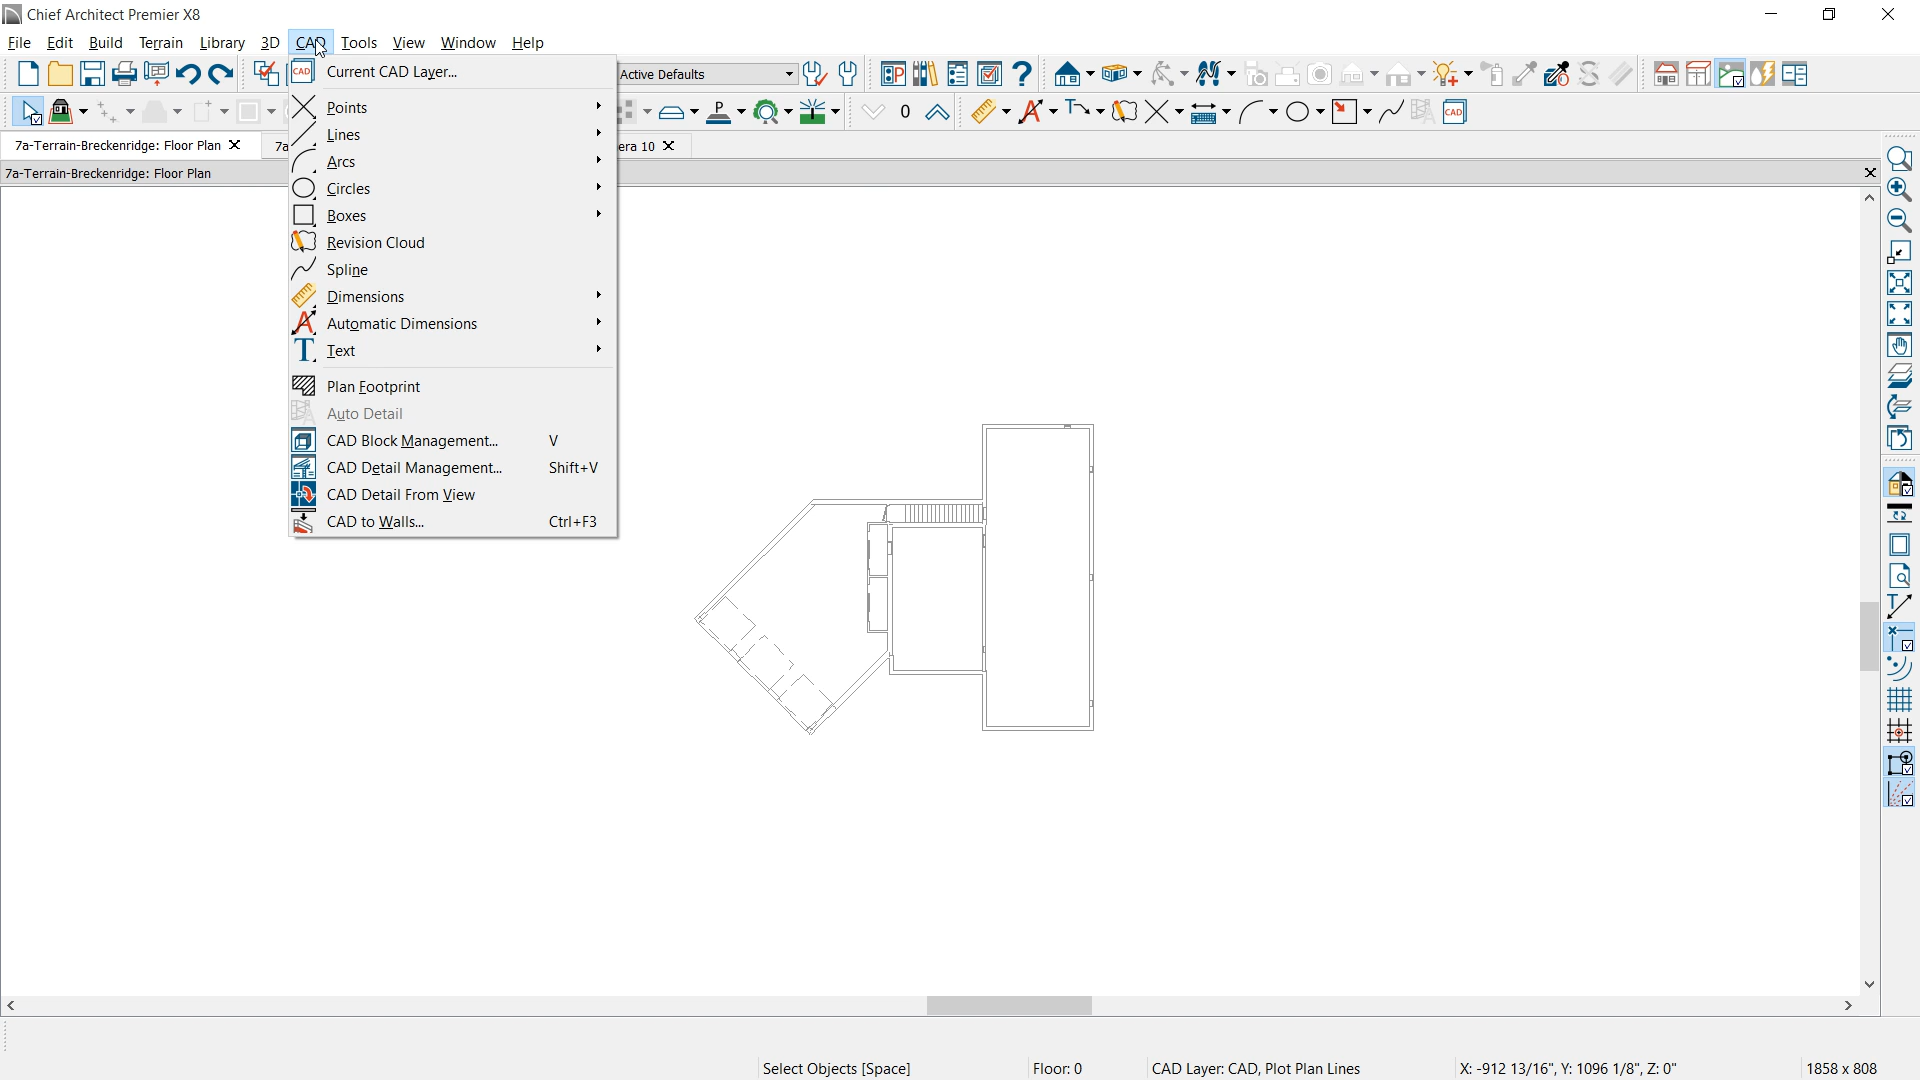 Chief Architect Premier X8
File Edit Build Terrain Library 3D CAD Tools View Window Help
Active Defaults
0
7a-Terrain-Breckenridge: Floor Plan
7a
era 10
7a-Terrain-Breckenridge: Floor Plan
CAD Current CAD Layer...
Points
Lines
Arcs
Circles
Boxes
Revision Cloud
Spline
Dimensions
Automatic Dimensions
Text
Plan Footprint
Auto Detail
CAD Block Management... V
CAD Detail Management... Shift+V
CAD Detail From View
CAD to Walls... Ctrl+F3
CAD
Select Objects [Space]
Floor: 0
CAD Layer: CAD, Plot Plan Lines
X: -912 13/16", Y: 1096 1/8", Z: 0"
1858 x 808